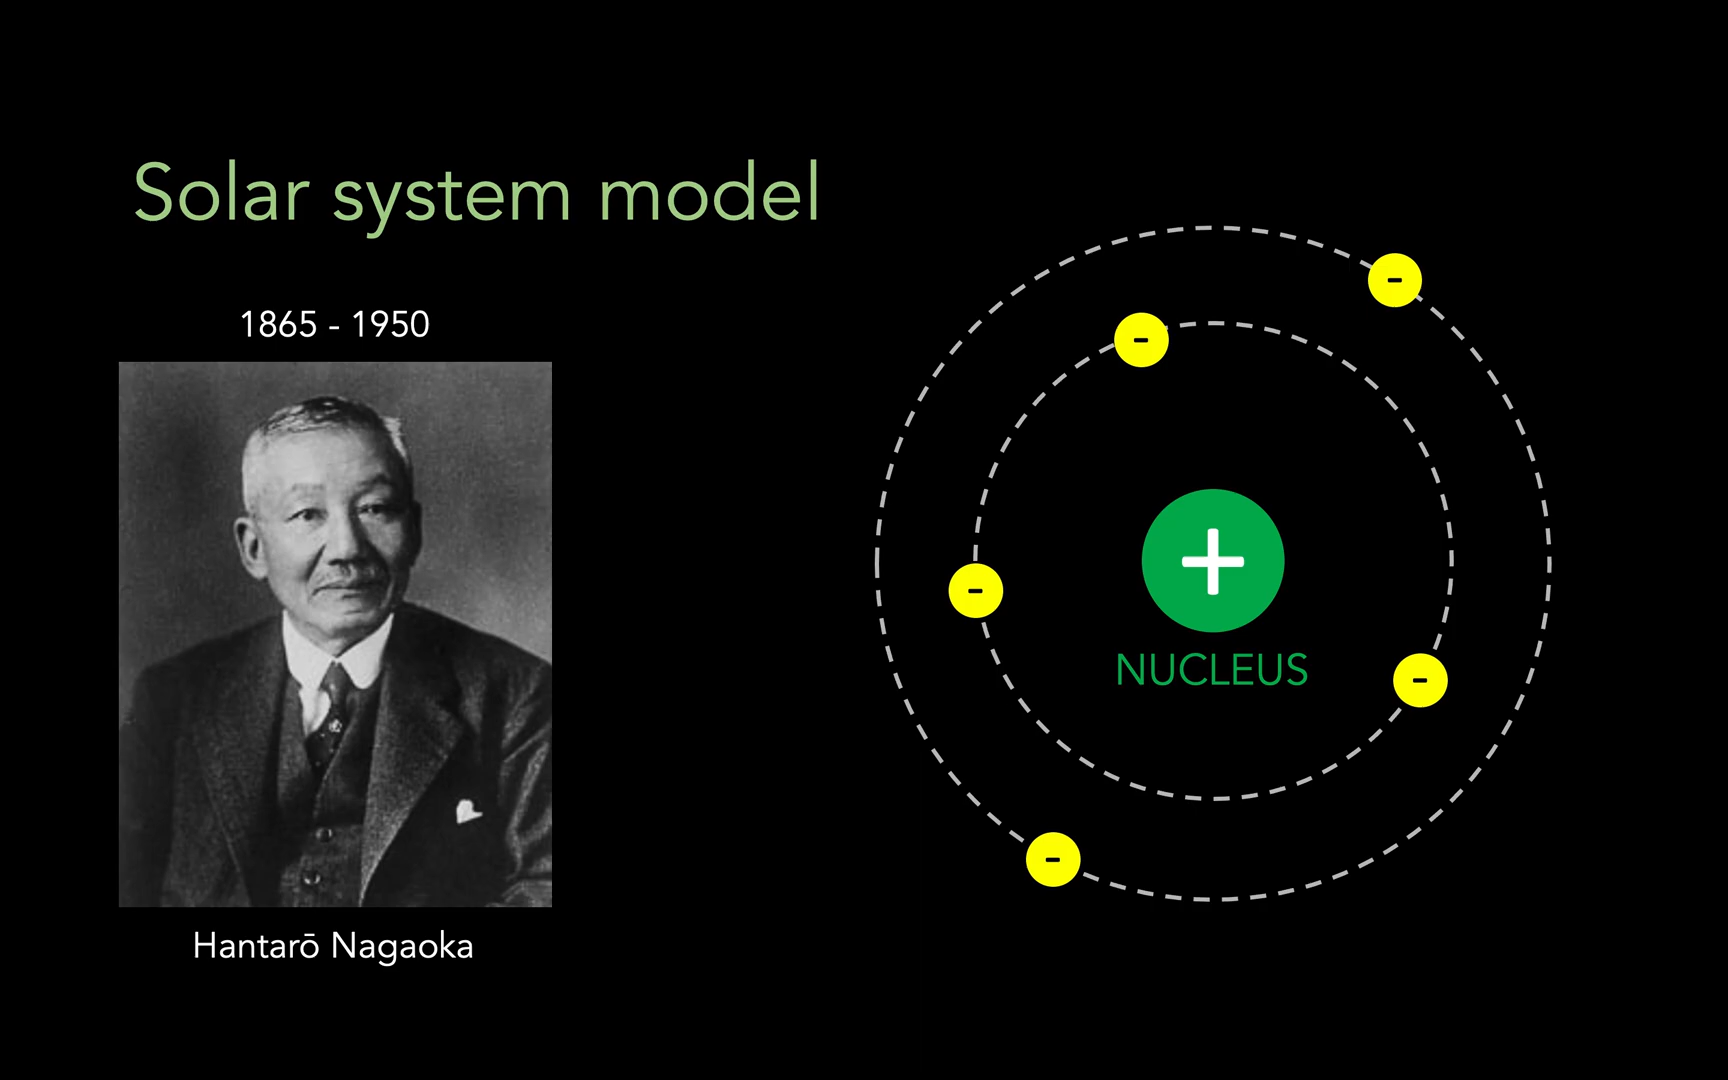 Solar system model
1865 - 1950
Hantarō Nagaoka
-
-
-
+
NUCLEUS
-
-